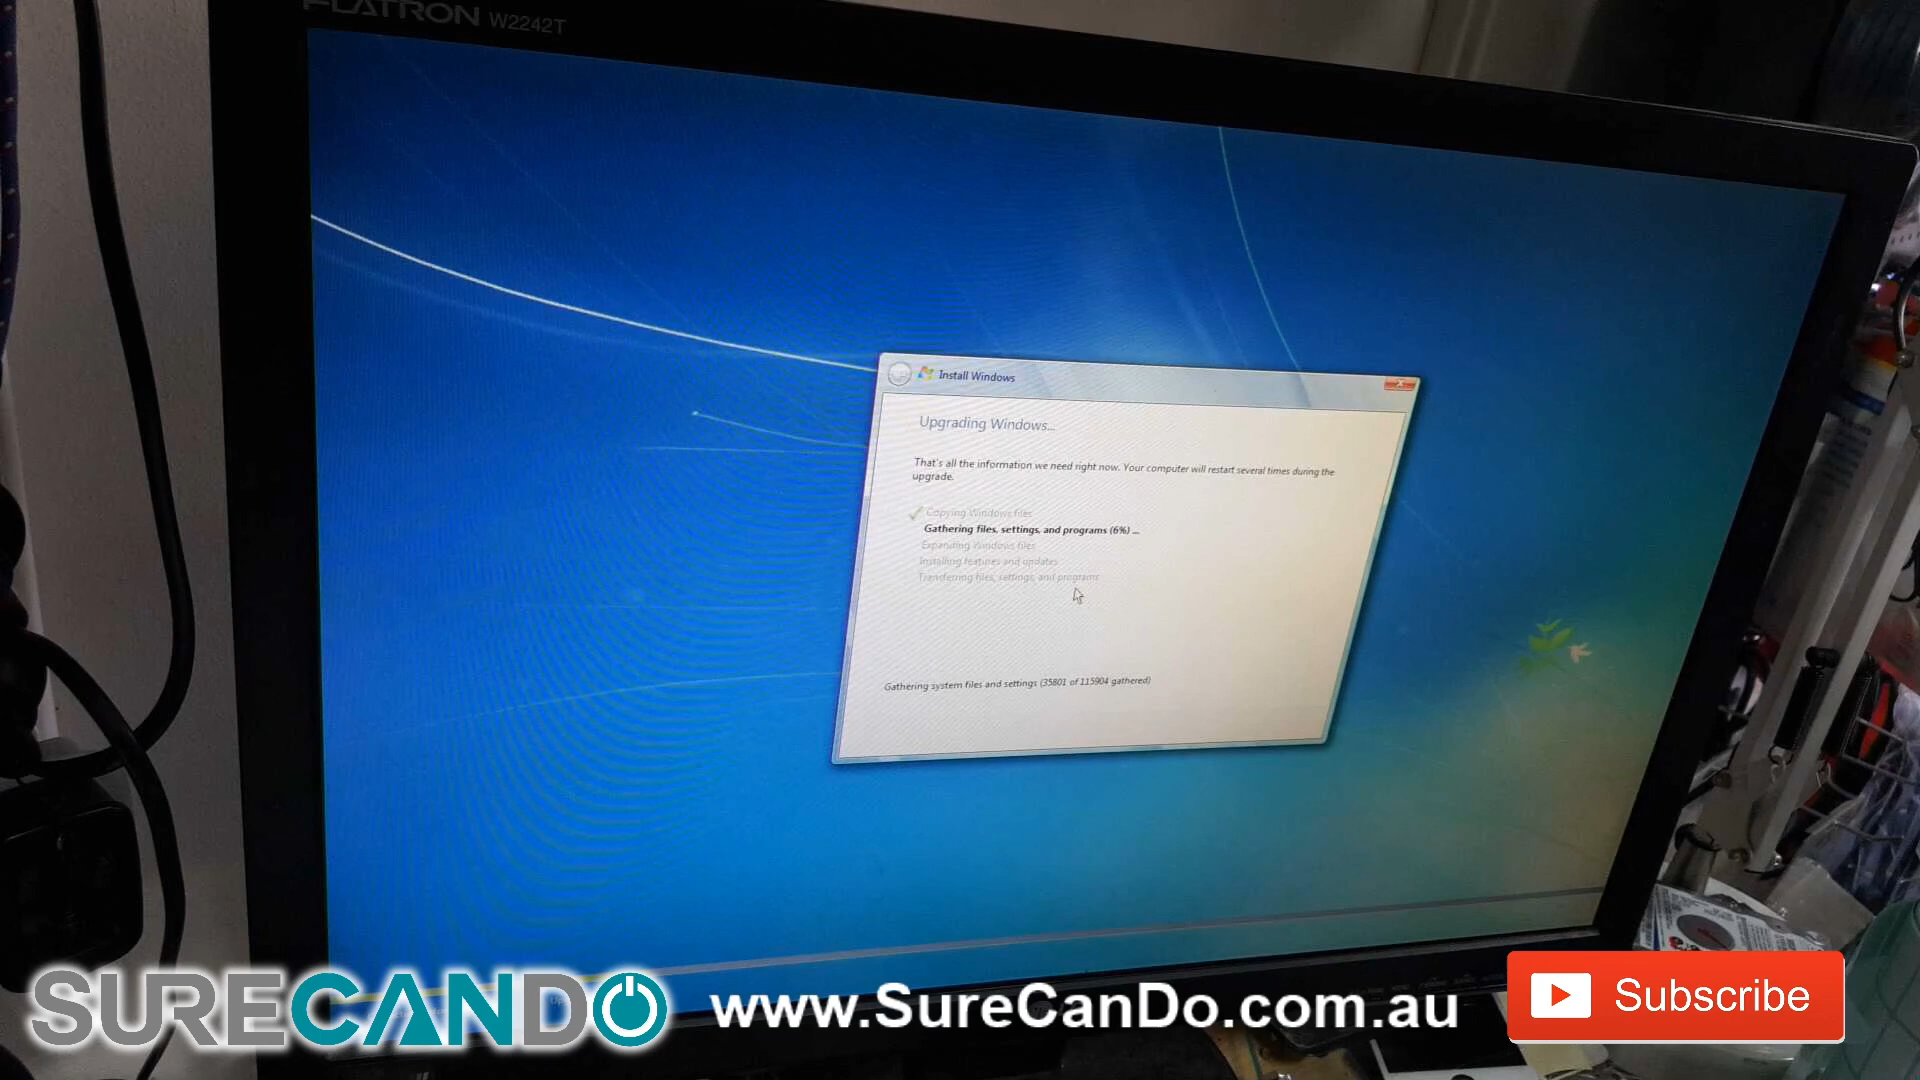 FLATRON W2242T
Install Windows
Upgrading Windows...
That's all the information we need right now. Your computer will restart several times during the
upgrade.
Copying Windows files
Gathering files, settings, and programs (6%) ...
Expanding Windows files
Installing features and updates
Transferring files, settings, and programs
Gathering system files and settings (35801 of 115904 gathered)
SURECANDO
www.SureCanDo.com.au
Subscribe